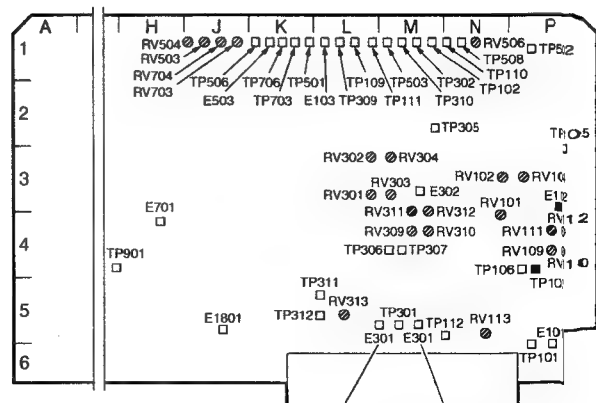 A H J K L M N P
1
RV504
RV503
RV704
RV703
TP506
E503
TP706
TP703
TP501
E103
TP109
TP309
TP503
TP111
TP302
TP310
RV506
TP508
TP110
TP102
2
TP305
RV302 RV304
3
RV303
RV301
E302
RV102
RV101
4
E701
RV311 RV312
RV309 RV310
TP306 TP307
RV111
RV109
TP901
TP106
5
TP311
TP312
RV313
E1801
TP301
E301 E301
TP112
RV113
6
TP101